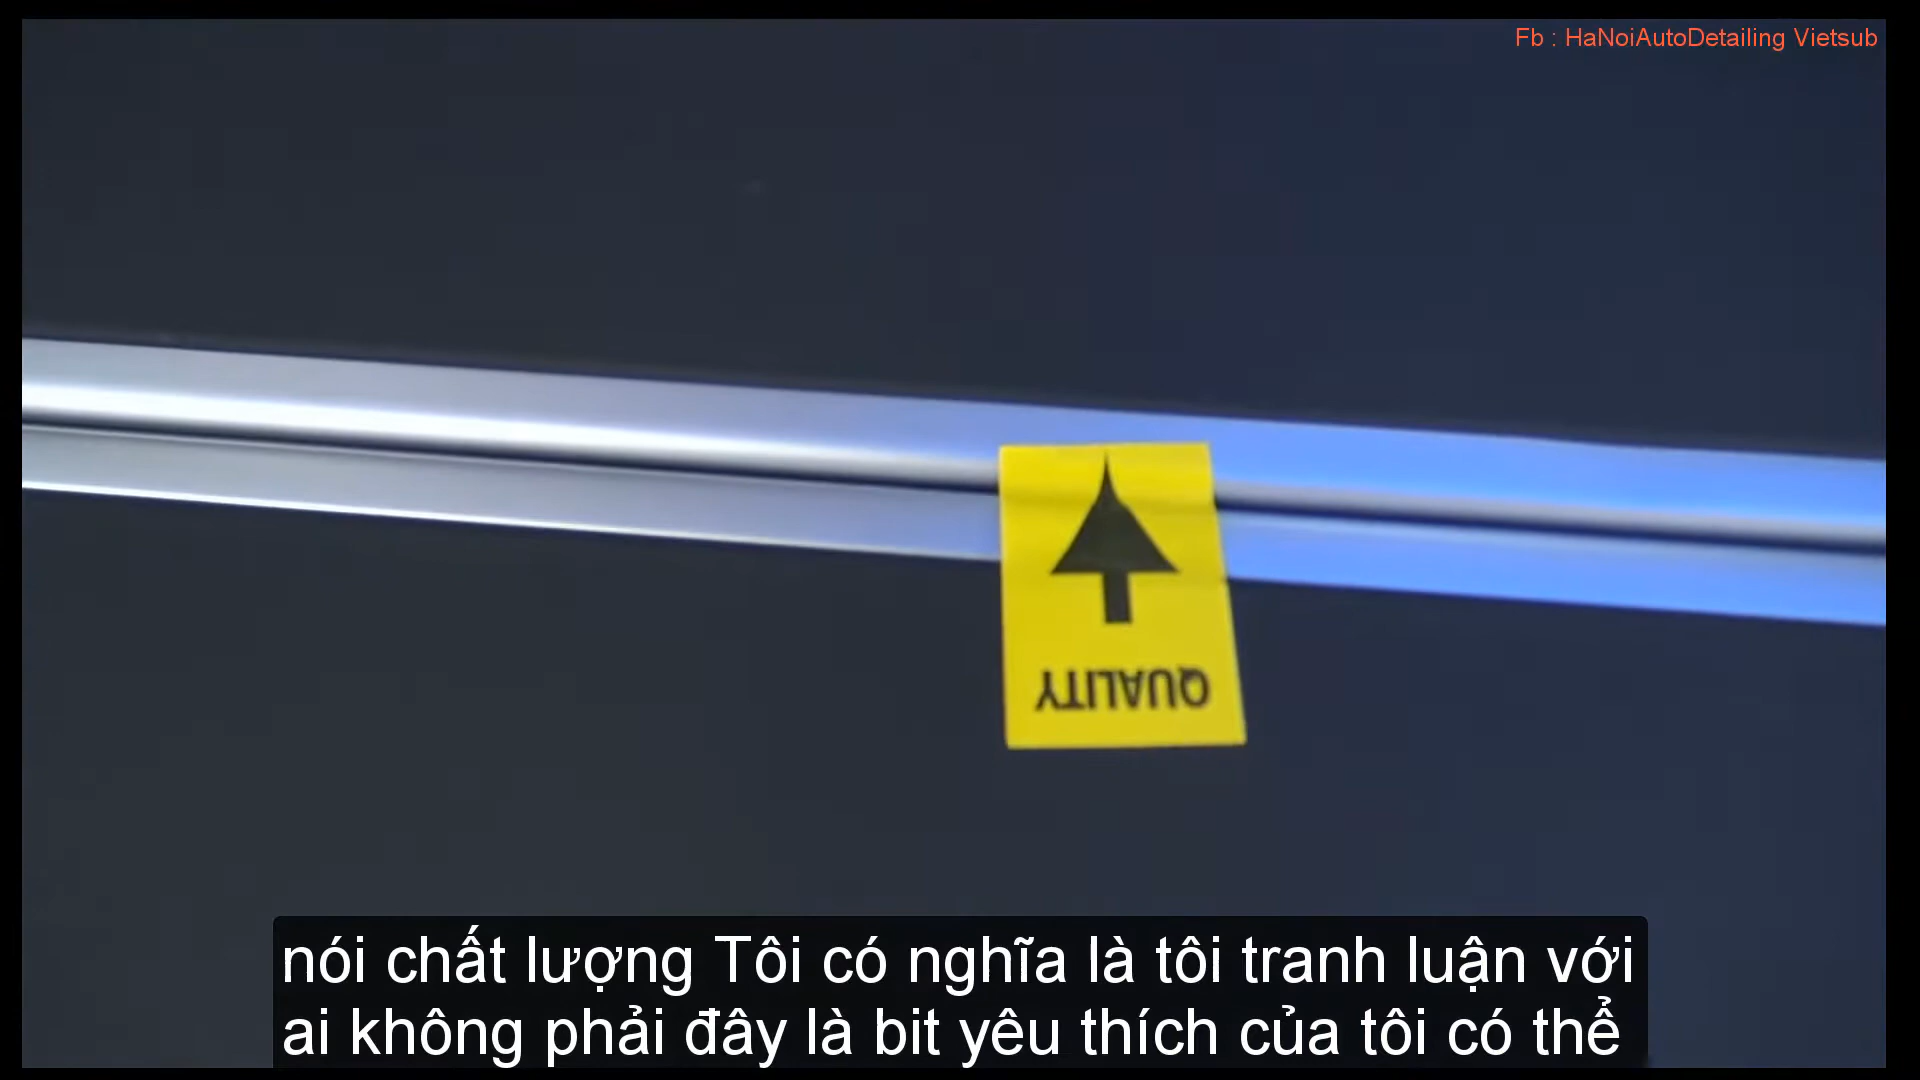 Fb : HaNoiAutoDetailing Vietsub
QUALITY
nói chất lượng Tôi có nghĩa là tôi tranh luận với
ai không phải đây là bit yêu thích của tôi có thể